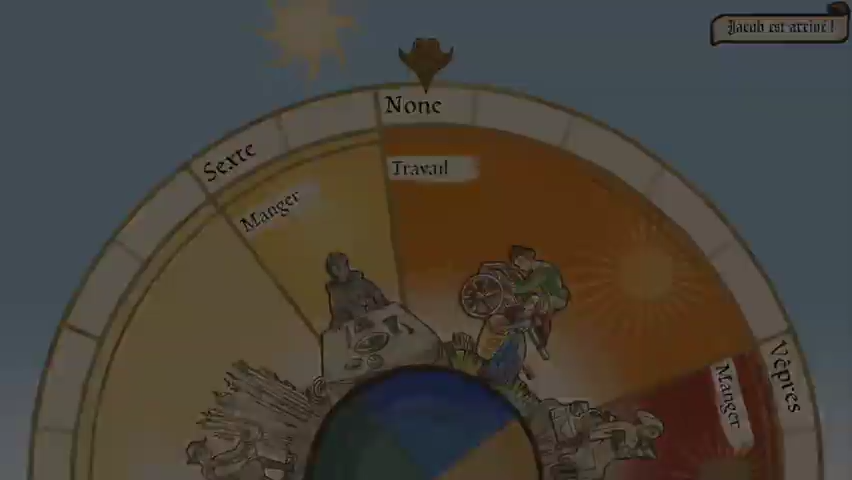 Jacob est arrivé !
None
Sexte
Travail
Manger
Vêpres
Manger